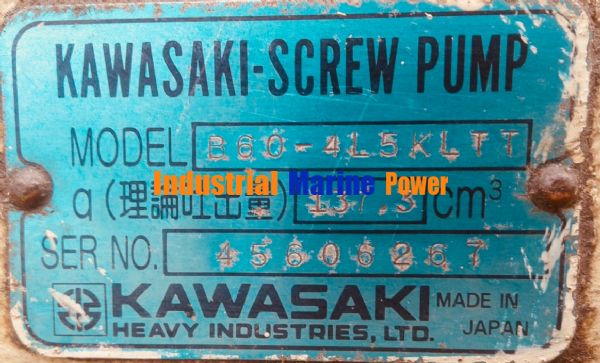 KAWASAKI-SCREW PUMP
MODEL B60-4L5KLTT
Industrial Marine Power
q (理論吐出量) 137.3 cm³
SER NO. 45606267
KAWASAKI
HEAVY INDUSTRIES, LTD.
MADE IN
JAPAN